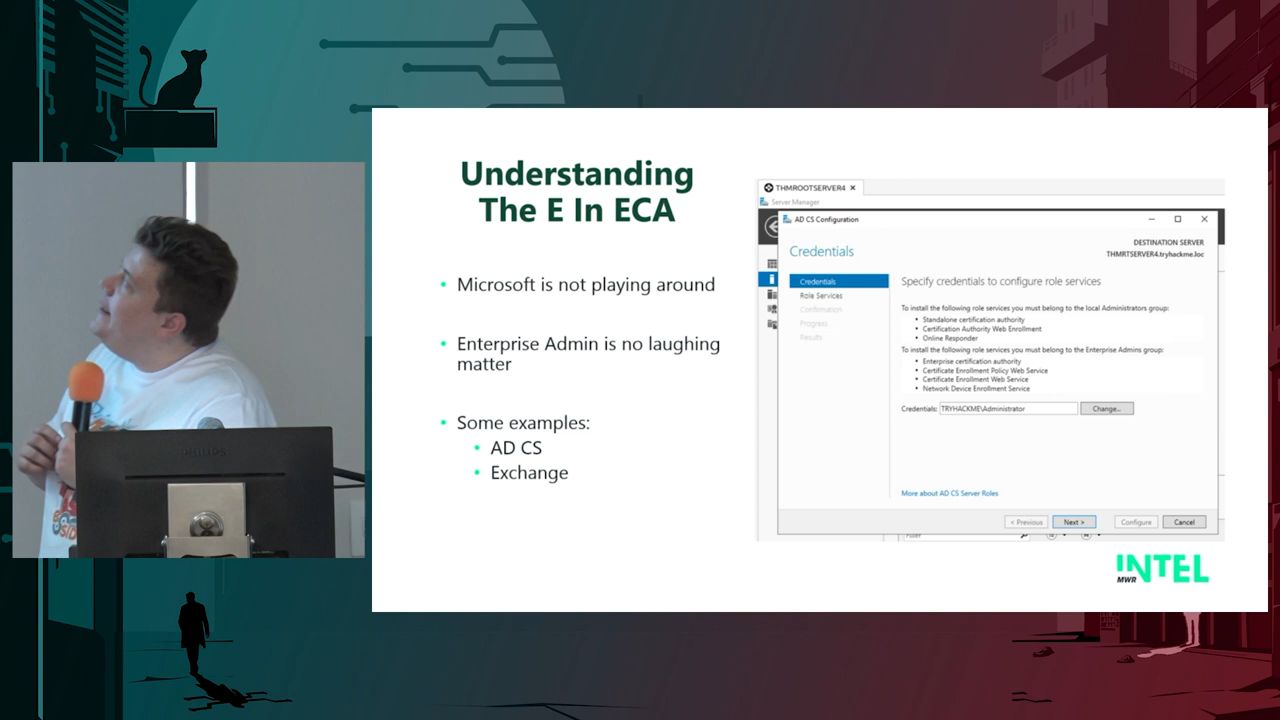 Understanding
The E In ECA
Microsoft is not playing around
Enterprise Admin is no laughing
matter
Some examples:
AD CS
Exchange
THMROOTSERVER4
Server Manager
AD CS Configuration
Credentials
DESTINATION SERVER
THMRTSERVER4.tryhackme.loc
Credentials
Role Services
Confirmation
Progress
Results
Specify credentials to configure role services
To install the following role services you must belong to the local Administrators group:
Standalone certification authority
Certification Authority Web Enrollment
Online Responder
To install the following role services you must belong to the Enterprise Admins group:
Enterprise certification authority
Certificate Enrollment Policy Web Service
Certificate Enrollment Web Service
Network Device Enrollment Service
Credentials: TRYHACKME\Administrator Change...
More about AD CS Server Roles
< Previous Next > Configure Cancel
Filter
INTEL
MWR
PHILIPS